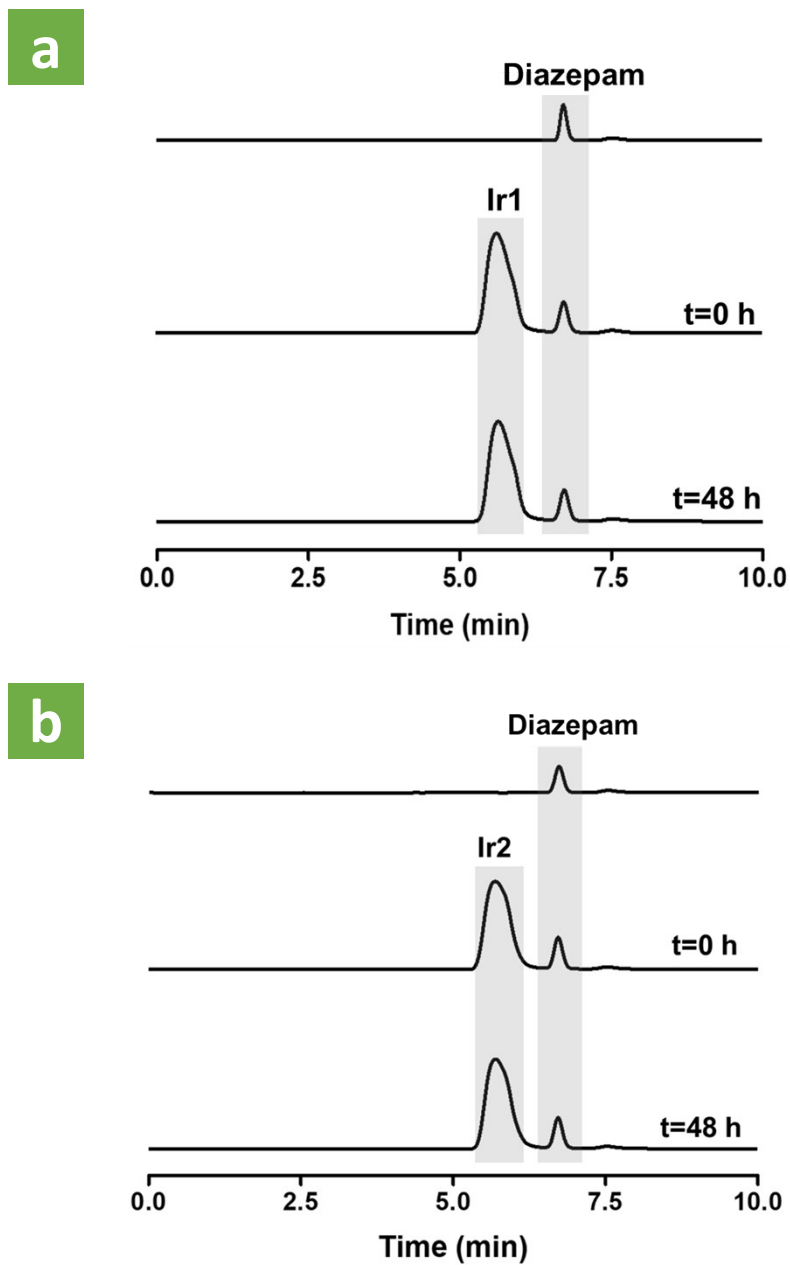 a
Diazepam
Ir1
t=0 h
t=48 h
0.0 2.5 5.0 7.5 10.0
Time (min)
b
Diazepam
Ir2
t=0 h
t=48 h
0.0 2.5 5.0 7.5 10.0
Time (min)